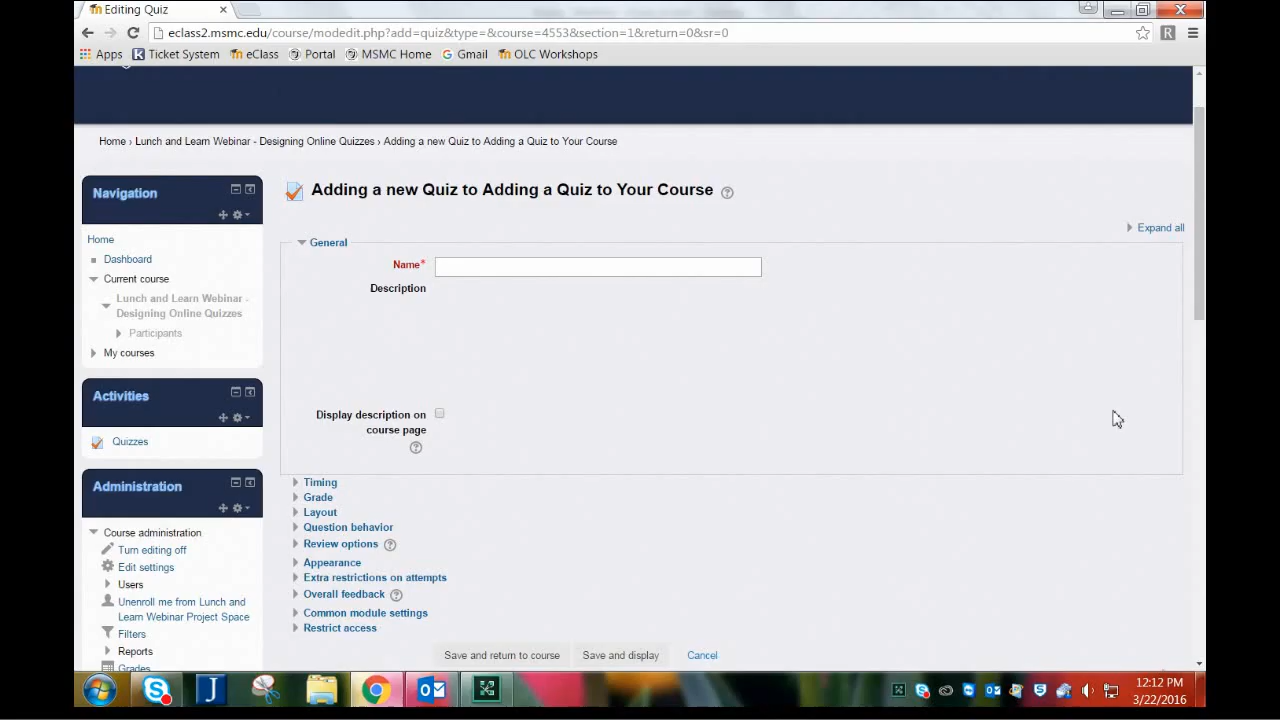 Editing Quiz
eclass2.msmc.edu/course/modedit.php?add=quiz&type=&course=4553&section=1&return=0&sr=0
Apps Ticket System eClass Portal MSMC Home Gmail OLC Workshops
Home › Lunch and Learn Webinar - Designing Online Quizzes › Adding a new Quiz to Adding a Quiz to Your Course
Navigation
Home
Dashboard
Current course
Lunch and Learn Webinar -
Designing Online Quizzes
Participants
My courses
Activities
Quizzes
Administration
Course administration
Turn editing off
Edit settings
Users
Unenroll me from Lunch and
Learn Webinar Project Space
Filters
Reports
Grades
Adding a new Quiz to Adding a Quiz to Your Course
Expand all
General
Name*
Description
Display description on
course page
Timing
Grade
Layout
Question behavior
Review options
Appearance
Extra restrictions on attempts
Overall feedback
Common module settings
Restrict access
Save and return to course Save and display Cancel
12:12 PM
3/22/2016